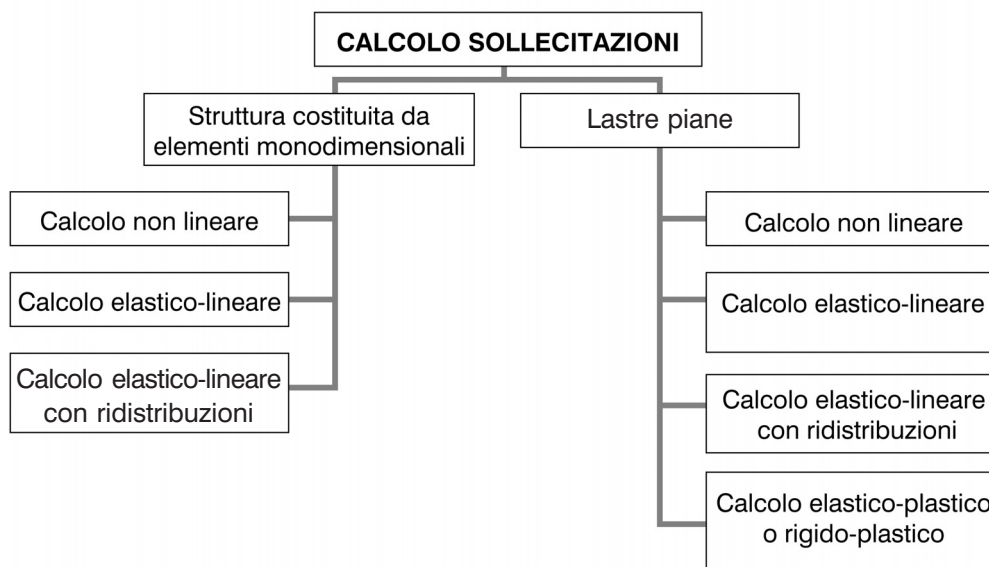 CALCOLO SOLLECITAZIONI
Struttura costituita da
elementi monodimensionali
Lastre piane
Calcolo non lineare
Calcolo elastico-lineare
Calcolo elastico-lineare
con ridistribuzioni
Calcolo non lineare
Calcolo elastico-lineare
Calcolo elastico-lineare
con ridistribuzioni
Calcolo elastico-plastico
o rigido-plastico